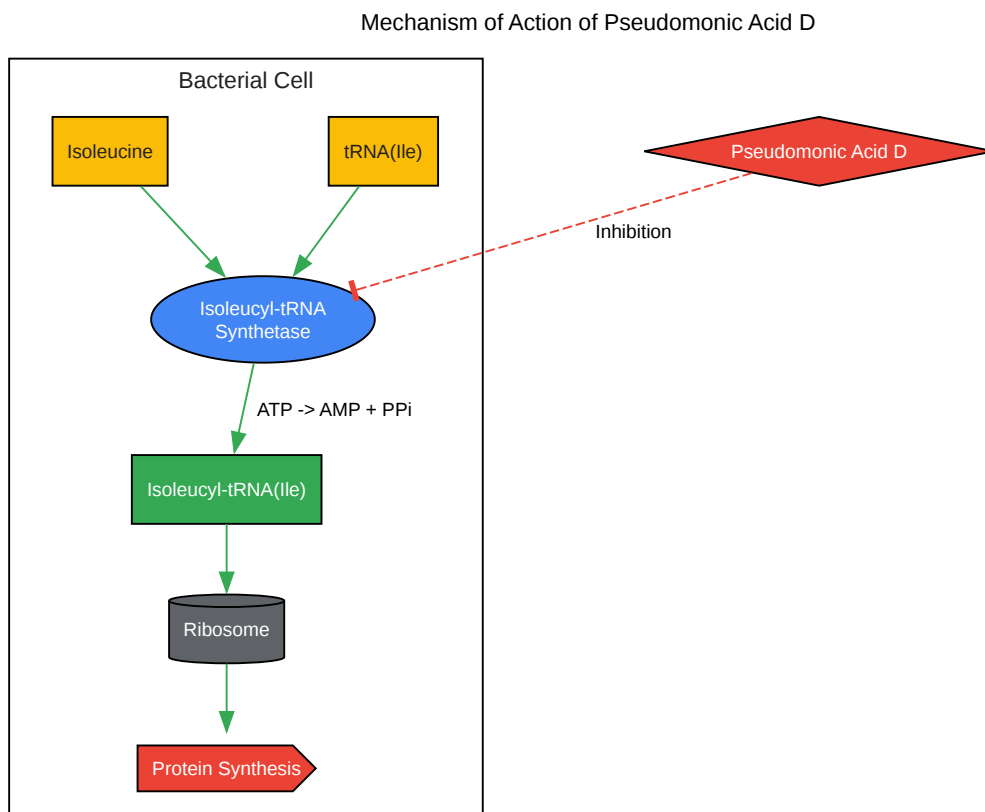 Mechanism of Action of Pseudomonic Acid D
Bacterial Cell
Isoleucine
tRNA(Ile)
Pseudomonic Acid D
Inhibition
Isoleucyl-tRNA
Synthetase
ATP -> AMP + PPi
Isoleucyl-tRNA(Ile)
Ribosome
Protein Synthesis